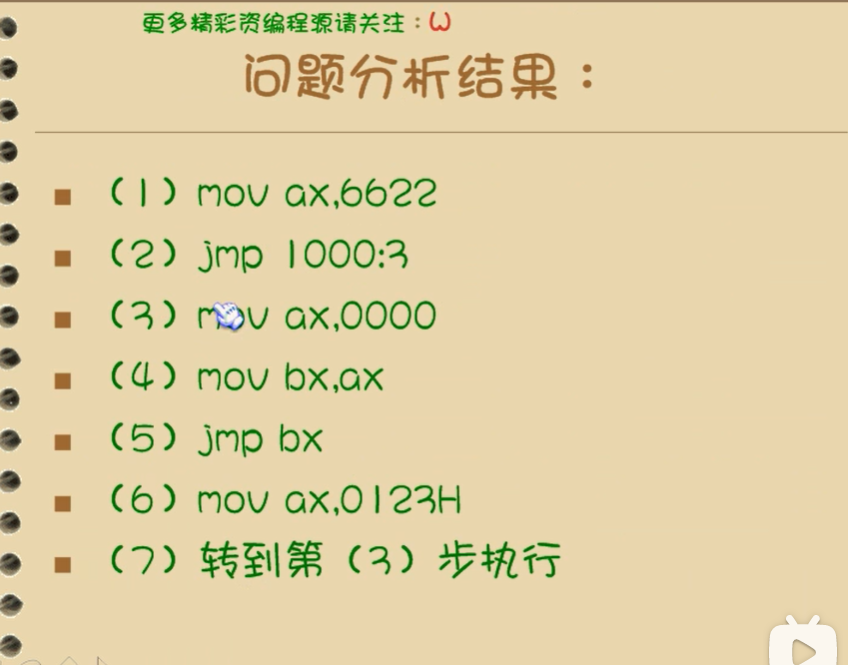 更多精彩资编程源请关注：W
问题分析结果：
（1）mov ax,6622
（2）jmp 1000:3
（3）mov ax,0000
（4）mov bx,ax
（5）jmp bx
（6）mov ax,0123H
（7）转到第（3）步执行